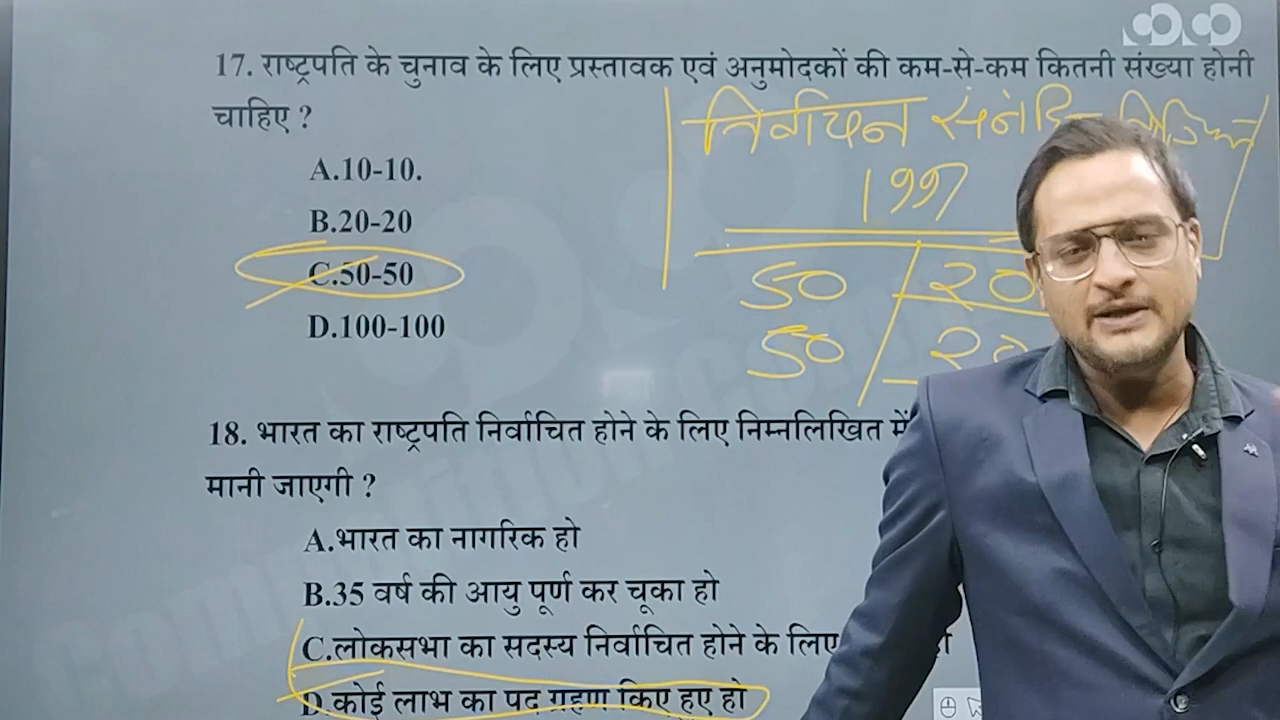 17. राष्ट्रपति के चुनाव के लिए प्रस्तावक एवं अनुमोदकों की कम-से-कम कितनी संख्या होनी
चाहिए ?
निर्वाचन
1997
A.10-10.
B.20-20
C.50-50
D.100-100
50 20
50
18. भारत का राष्ट्रपति निर्वाचित होने के लिए निम्नलिखित में
मानी जाएगी ?
A.भारत का नागरिक हो
B.35 वर्ष की आयु पूर्ण कर चूका हो
C.लोकसभा का सदस्य निर्वाचित होने के लिए
D.कोई लाभ का पद ग्रहण किए हुए हो